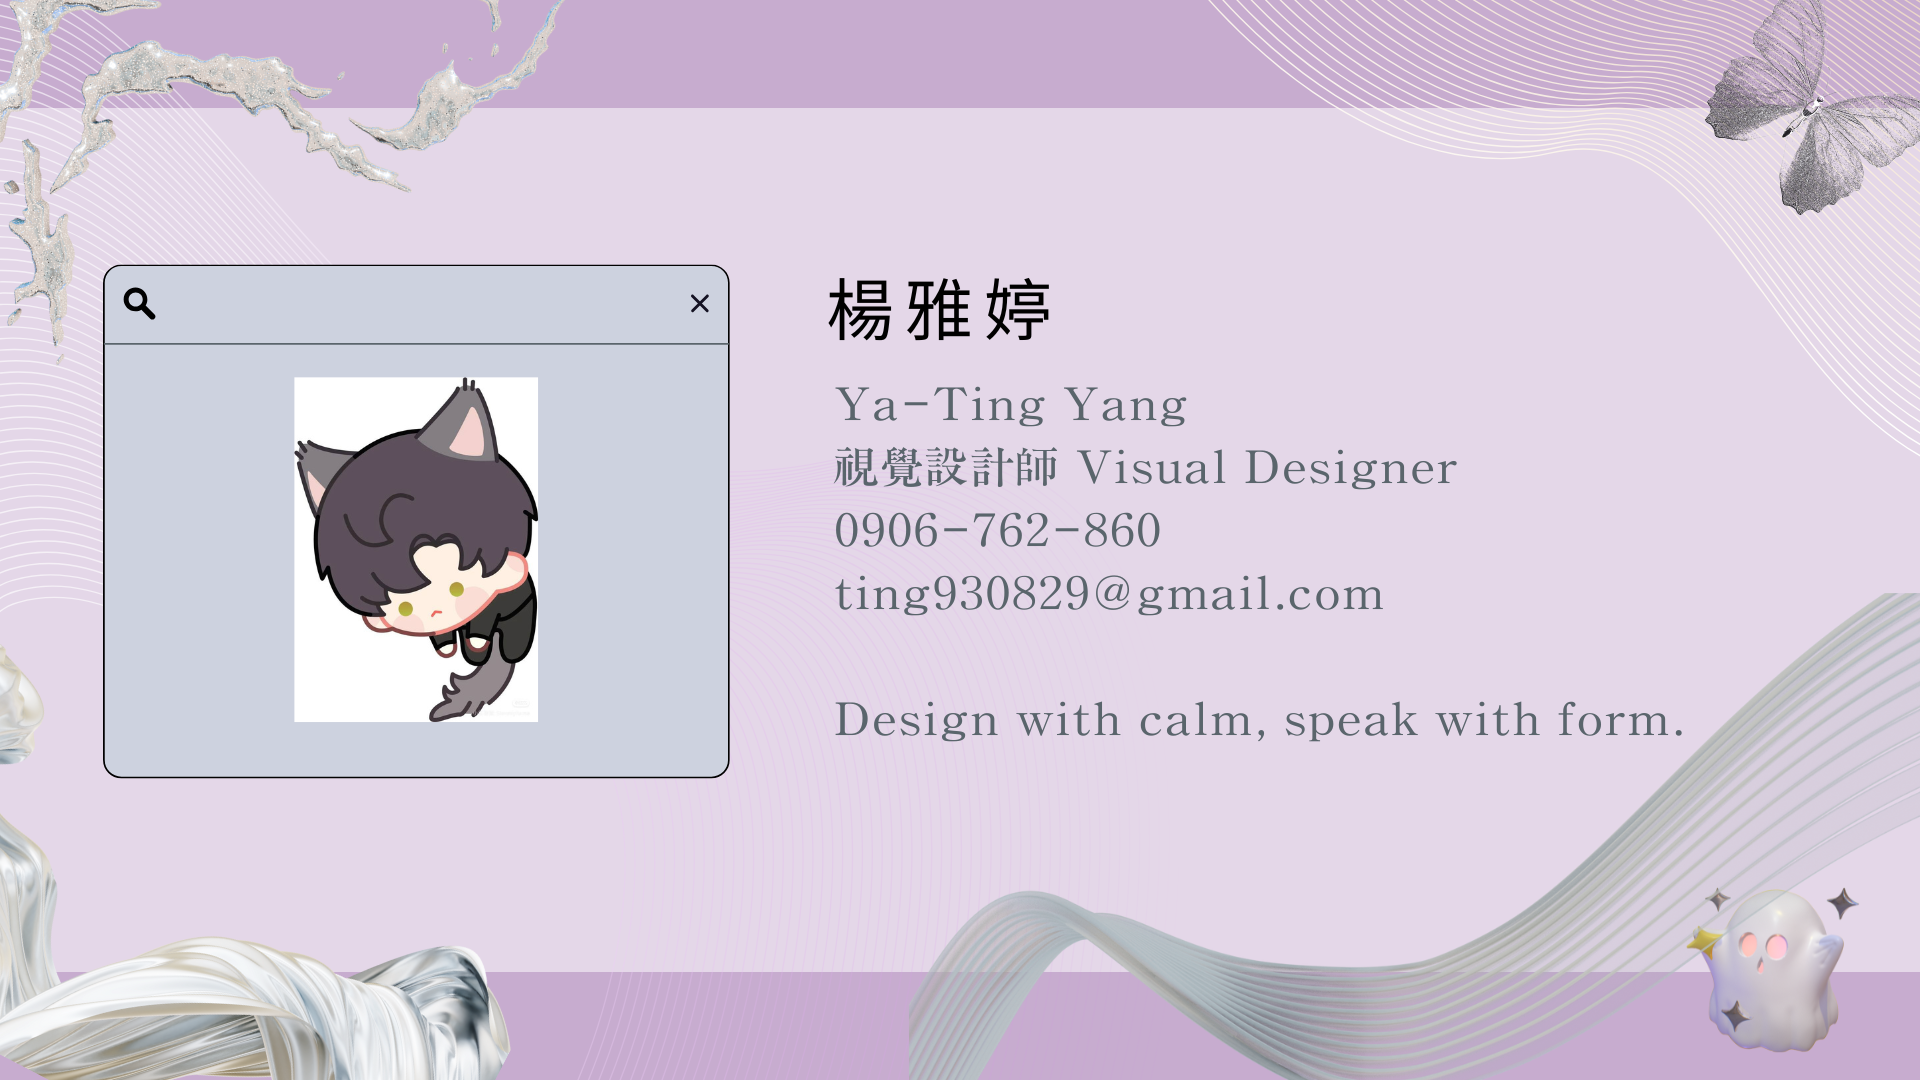 楊雅婷
Ya-Ting Yang
視覺設計師 Visual Designer
0906-762-860
ting930829@gmail.com
Design with calm, speak with form.